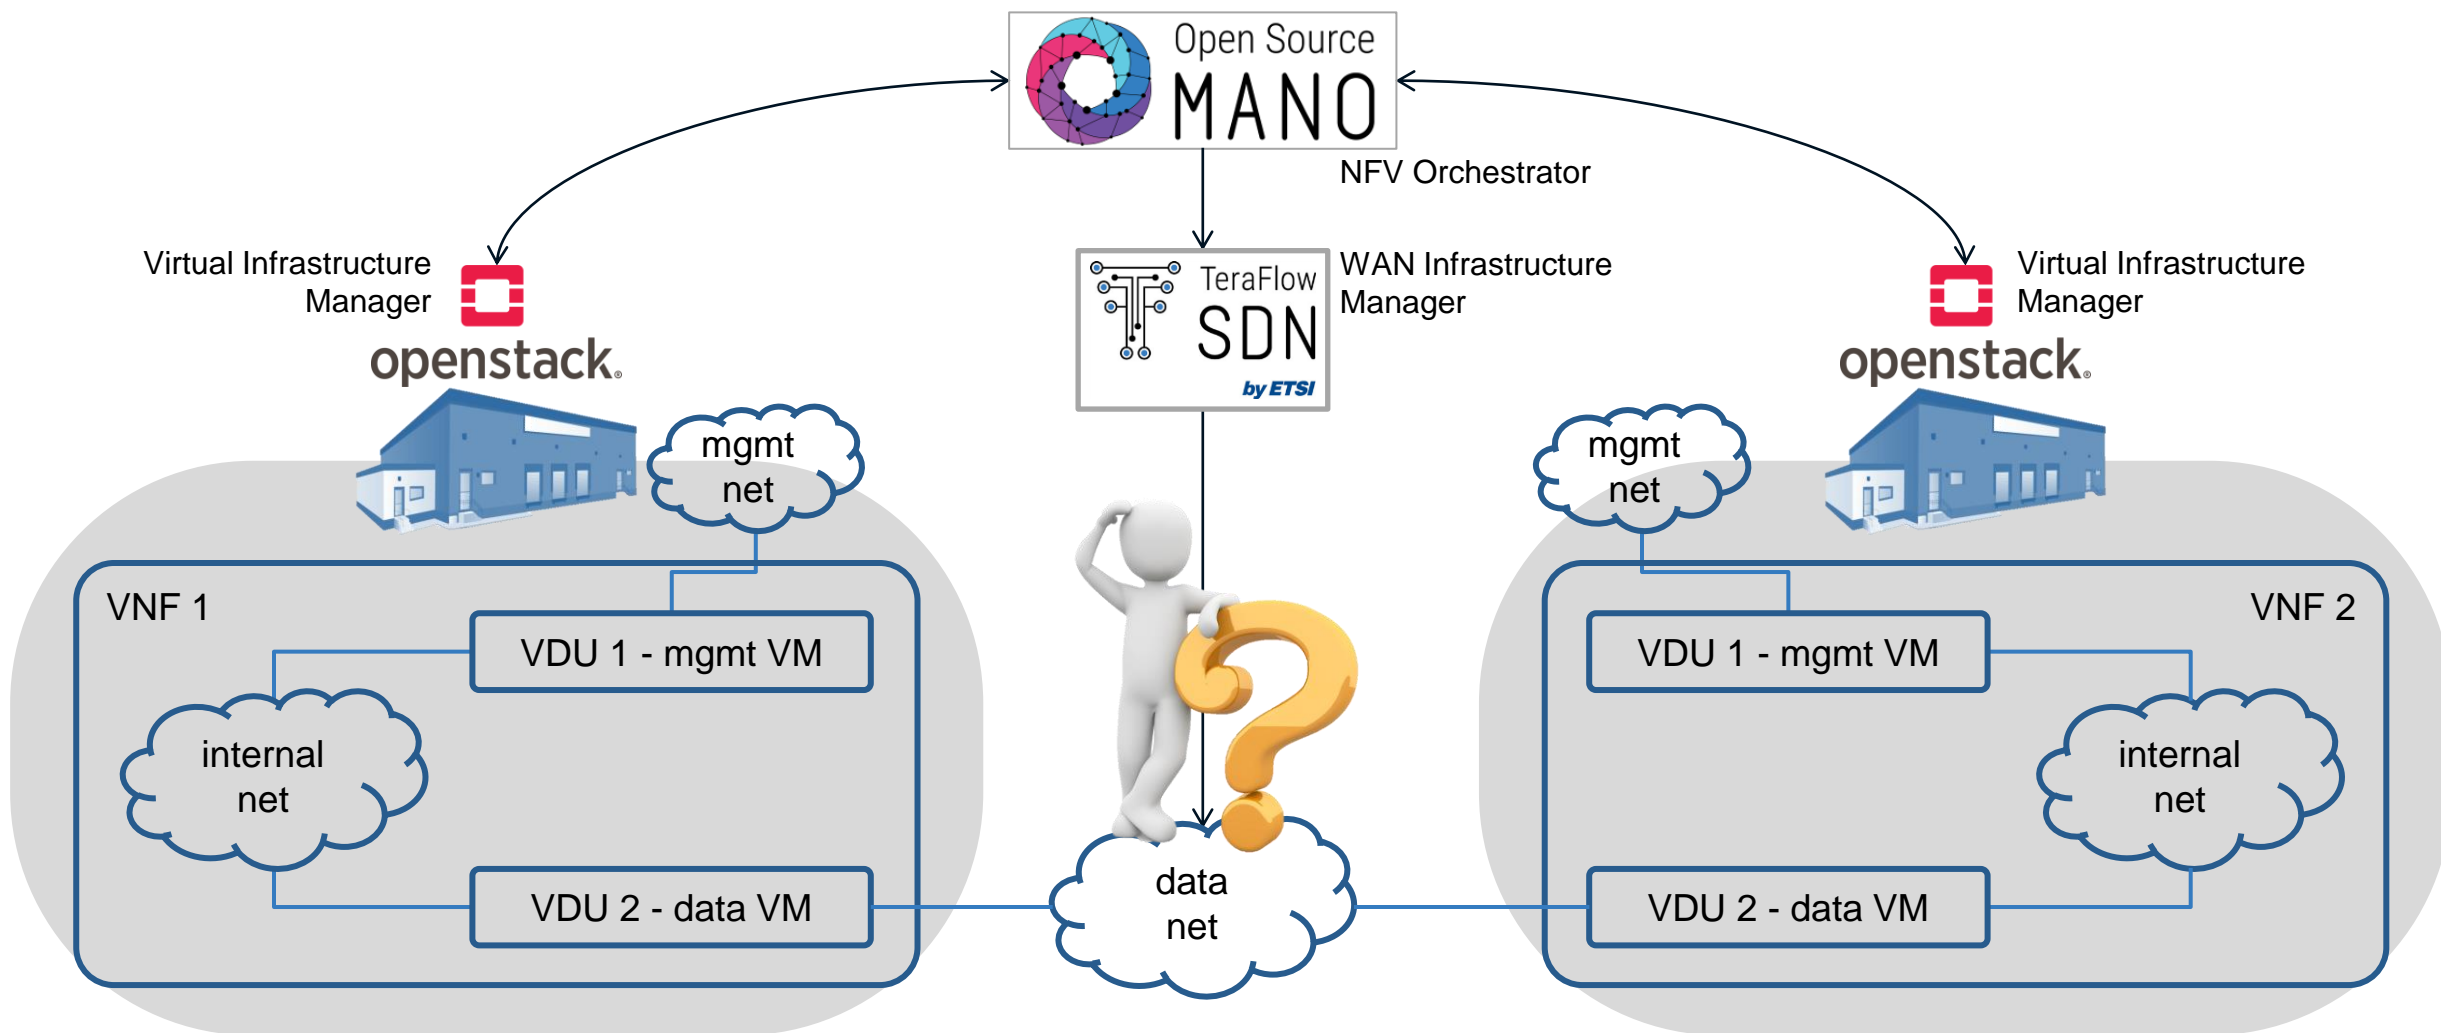 Open Source
MANO
NFV Orchestrator
Virtual Infrastructure
Manager
openstack®
TeraFlow
SDN
by ETSI
WAN Infrastructure
Manager
Virtual Infrastructure
Manager
openstack®
mgmt
net
mgmt
net
VNF 1
VDU 1 - mgmt VM
internal
net
VDU 2 - data VM
data
net
VNF 2
VDU 1 - mgmt VM
internal
net
VDU 2 - data VM